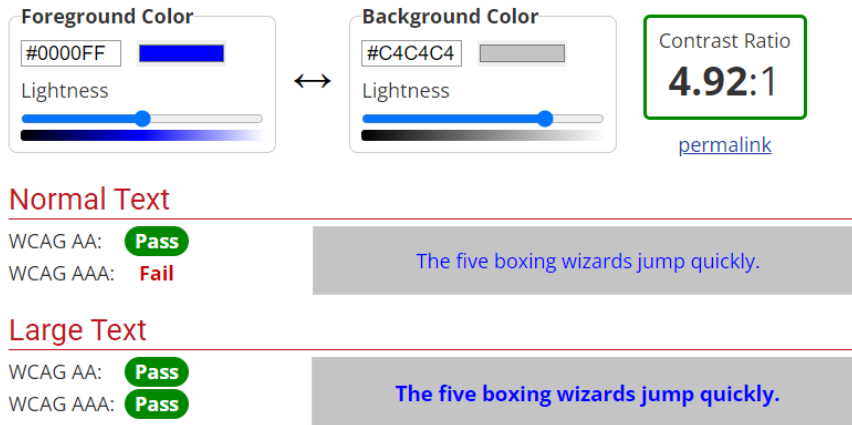 Foreground Color
#0000FF
Lightness
↔
Background Color
#C4C4C4
Lightness
Contrast Ratio
4.92:1
permalink
Normal Text
WCAG AA: Pass
WCAG AAA: Fail
The five boxing wizards jump quickly.
Large Text
WCAG AA: Pass
WCAG AAA: Pass
The five boxing wizards jump quickly.